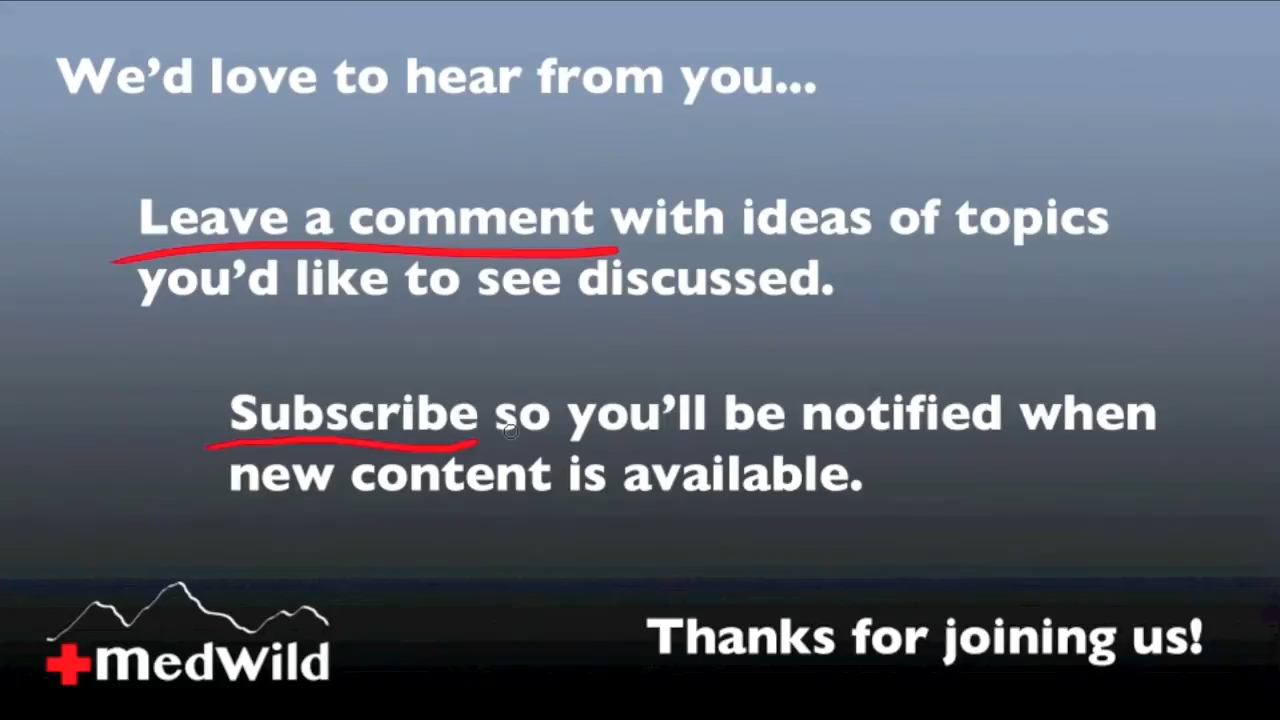 We'd love to hear from you...
Leave a comment with ideas of topics
you'd like to see discussed.
Subscribe so you'll be notified when
new content is available.
medwild
Thanks for joining us!